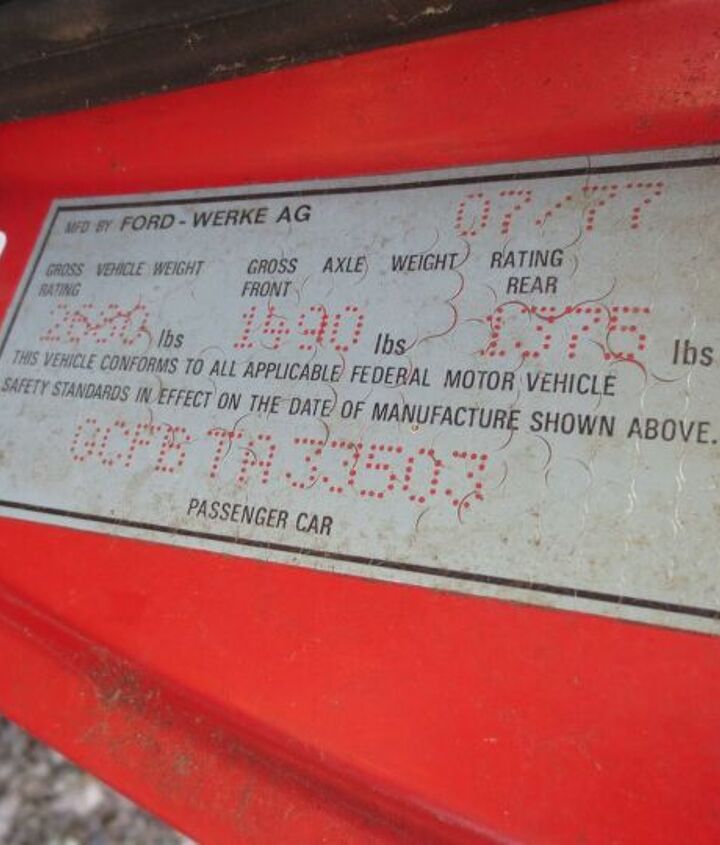 MFD BY FORD - WERKE AG 07/77
GROSS VEHICLE WEIGHT GROSS AXLE WEIGHT RATING
RATING FRONT REAR
lbs 1490 lbs lbs
THIS VEHICLE CONFORMS TO ALL APPLICABLE FEDERAL MOTOR VEHICLE
SAFETY STANDARDS IN EFFECT ON THE DATE OF MANUFACTURE SHOWN ABOVE.
GCFBTA33503
PASSENGER CAR